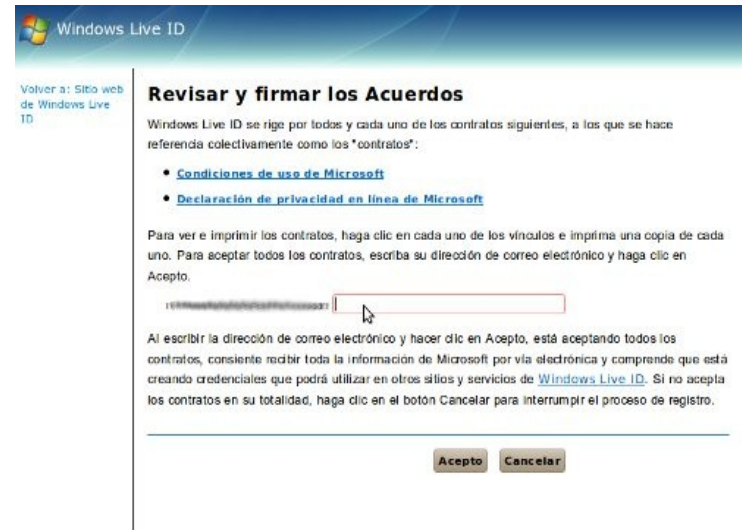 Windows Live ID
Volver a: Sitio web
de Windows Live
ID
Revisar y firmar los Acuerdos
Windows Live ID se rige por todos y cada uno de los contratos siguientes, a los que se hace
referencia colectivamente como los "contratos":
Condiciones de uso de Microsoft
Declaración de privacidad en línea de Microsoft
Para ver e imprimir los contratos, haga clic en cada uno de los vínculos e imprima una copia de cada
uno. Para aceptar todos los contratos, escriba su dirección de correo electrónico y haga clic en
Acepto.
Al escribir la dirección de correo electrónico y hacer clic en Acepto, está aceptando todos los
contratos, consiente recibir toda la información de Microsoft por vía electrónica y comprende que está
creando credenciales que podrá utilizar en otros sitios y servicios de Windows Live ID. Si no acepta
los contratos en su totalidad, haga clic en el botón Cancelar para interrumpir el proceso de registro.
Acepto Cancelar